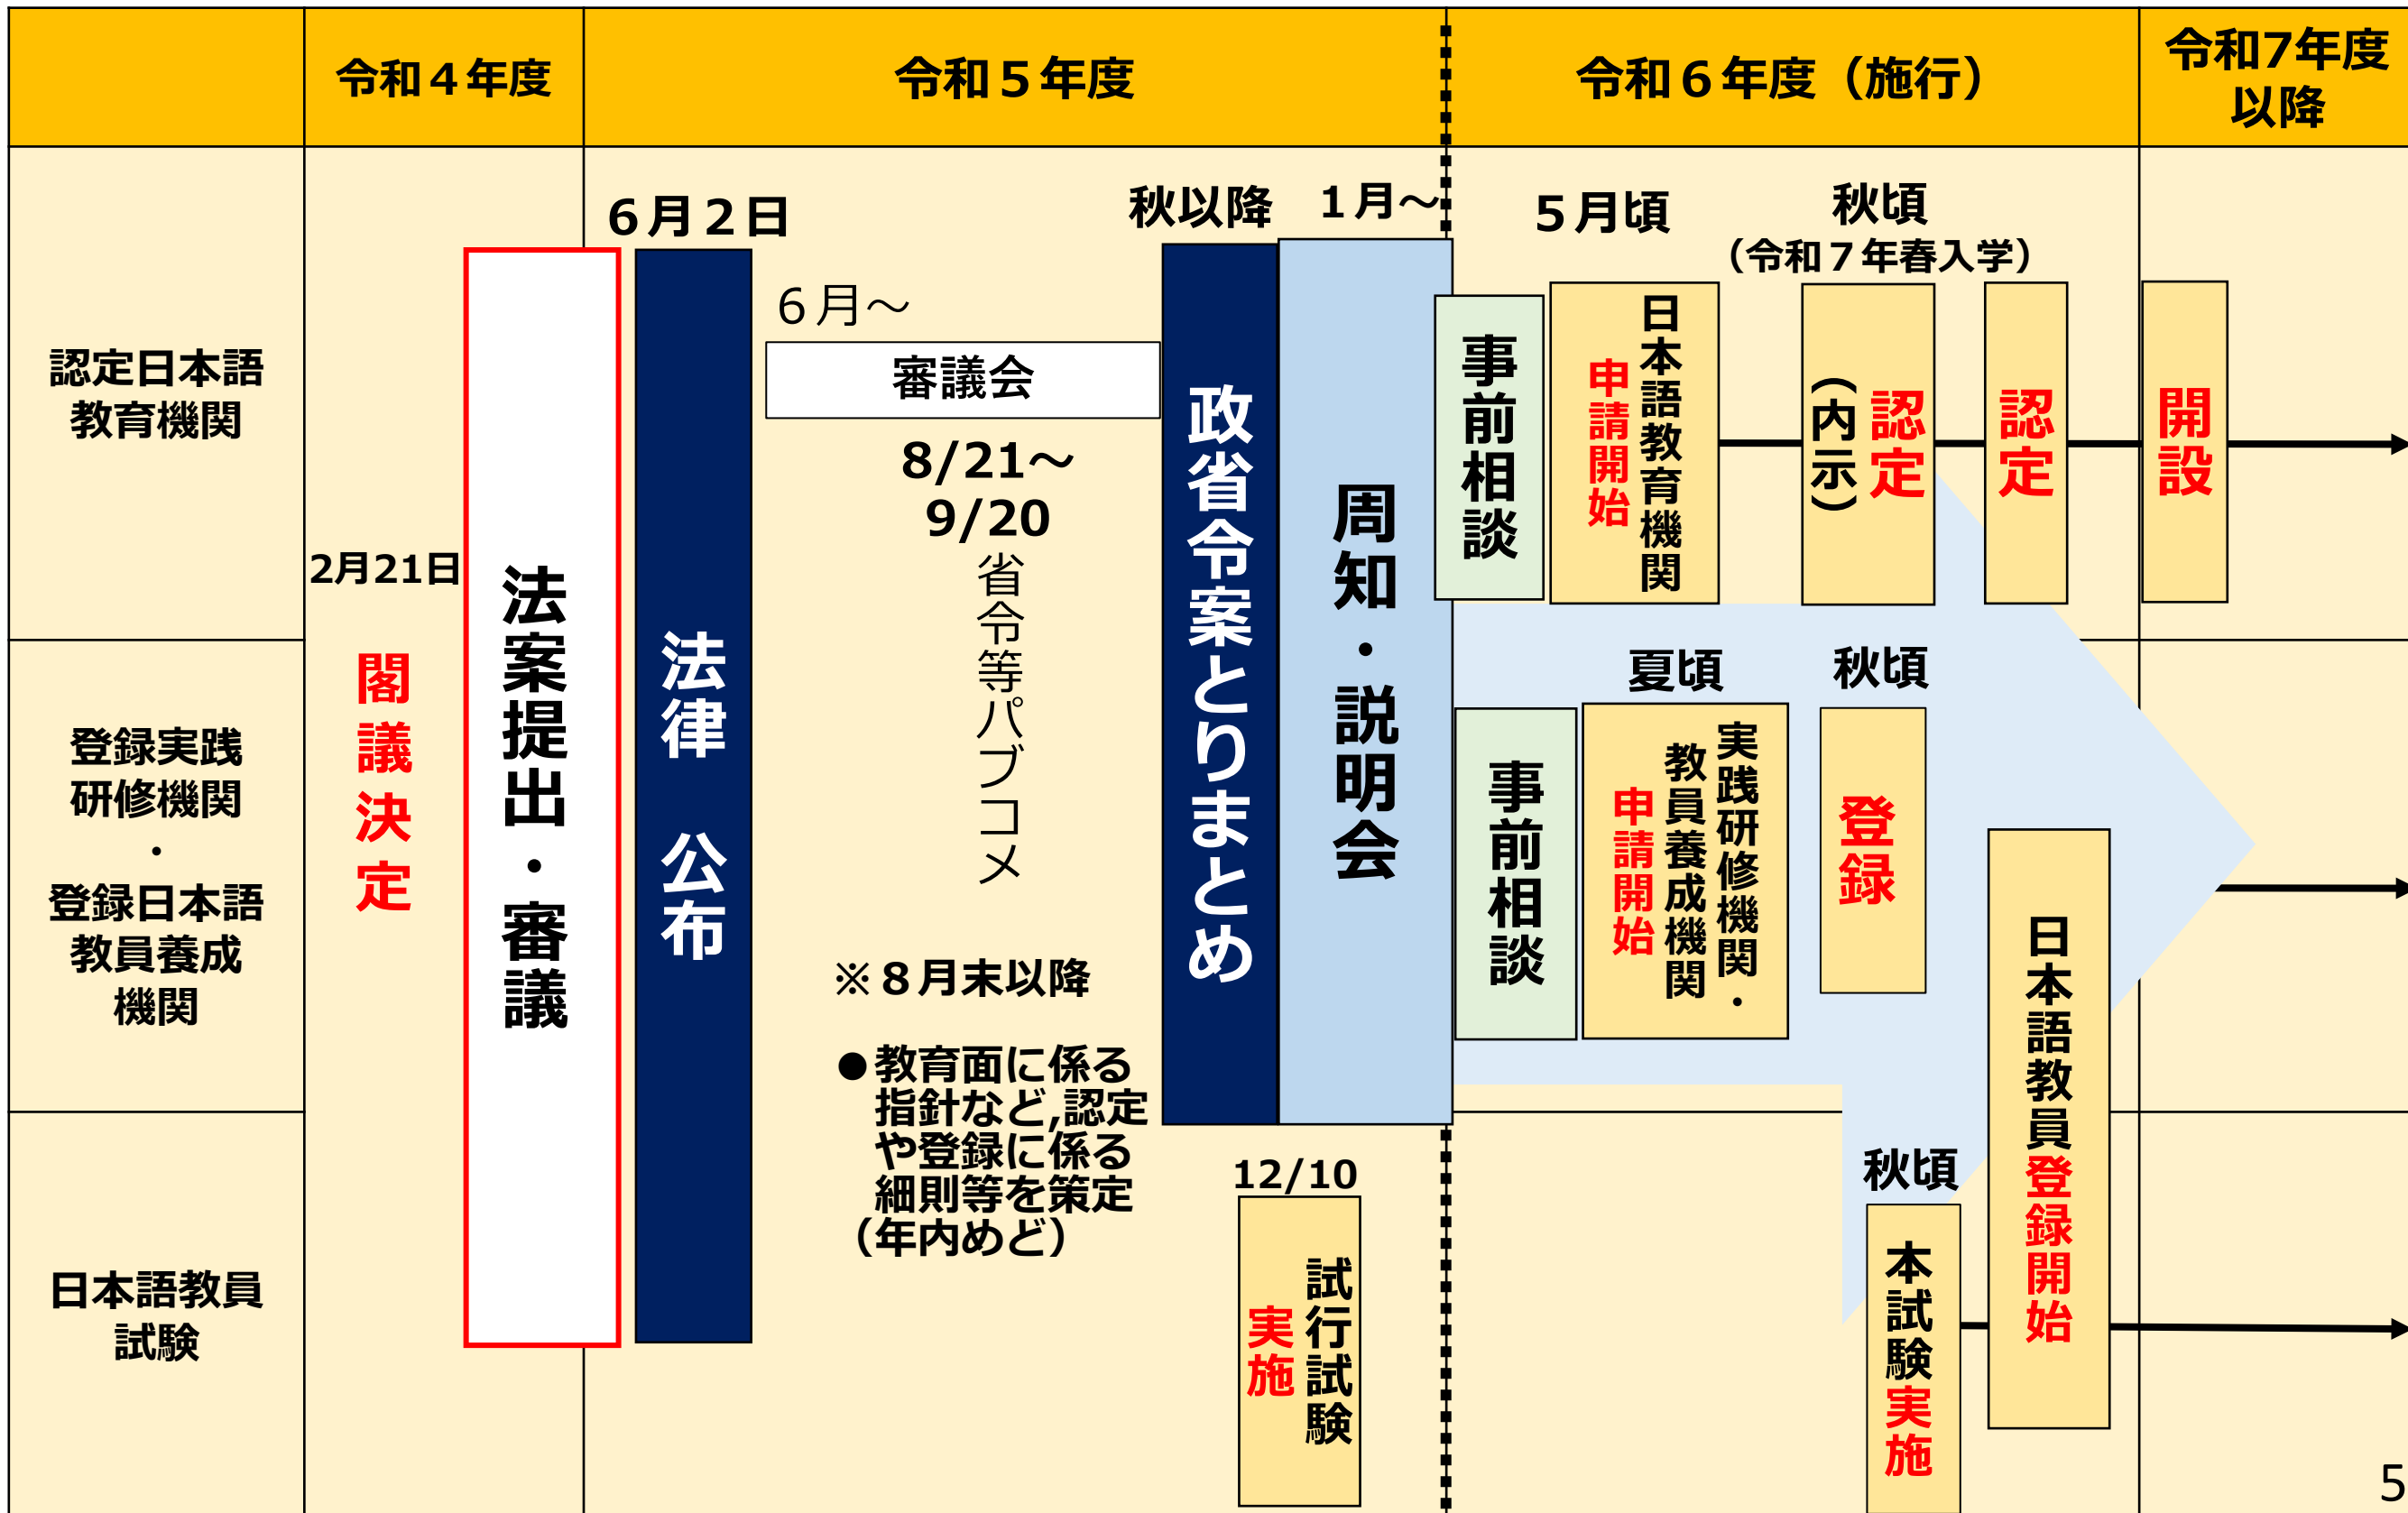 令和４年度
令和５年度
令和６年度（施行）
令和7年度
以降
認定日本語
教育機関
登録実践
研修機関
・
登録日本語
教員養成
機関
日本語教員
試験
2月21日
閣議決定
法案提出・審議
６月２日
法律　公布
６月～
審議会
8/21～
9/20
省令等パブコメ
※８月末以降
●教育面に係る
指針など,認定
や登録に係る
細則等を策定
（年内めど）
秋以降
政省令案とりまとめ
１月～
周知・説明会
12/10
試行試験
実施
事前相談
５月頃
日本語教育機関
申請開始
秋頃
（令和７年春入学）
認定
（内示）
認定
開設
事前相談
夏頃
実践研修機関・
教員養成機関
申請開始
秋頃
登録
秋頃
本試験実施
日本語教員登録開始
5